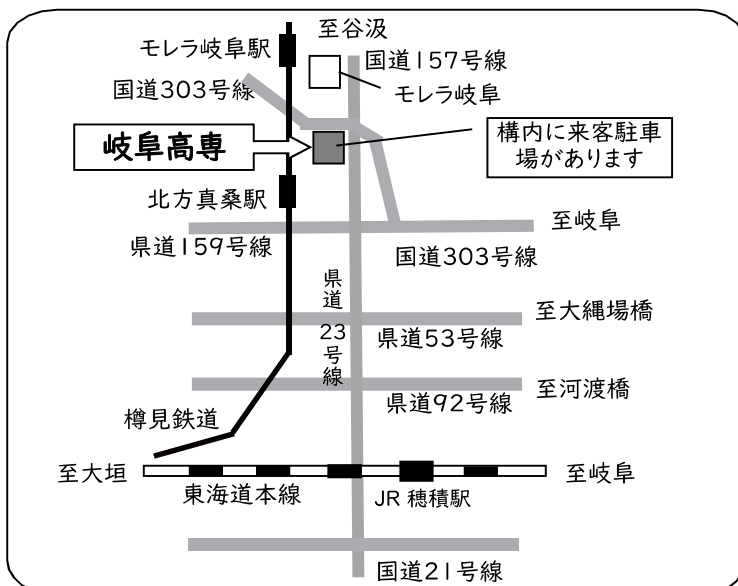 至谷汲
モレラ岐阜駅
国道157号線
国道303号線
モレラ岐阜
岐阜高専
構内に来客駐車
場があります
北方真桑駅
至岐阜
県道159号線
国道303号線
県道
23号線
至大縄場橋
県道53号線
至河渡橋
県道92号線
樽見鉄道
至大垣
至岐阜
東海道本線
JR 穂積駅
国道21号線